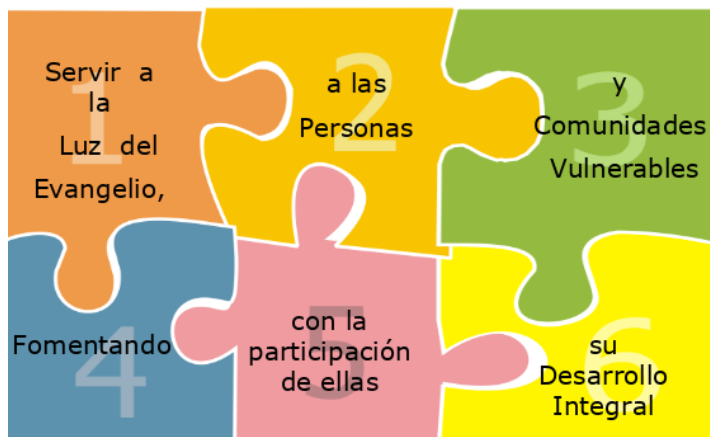 1
Servir a
la
Luz del
Evangelio,
2
a las
Personas
3
y
Comunidades
Vulnerables
4
Fomentando
5
con la
participación
de ellas
6
su
Desarrollo
Integral